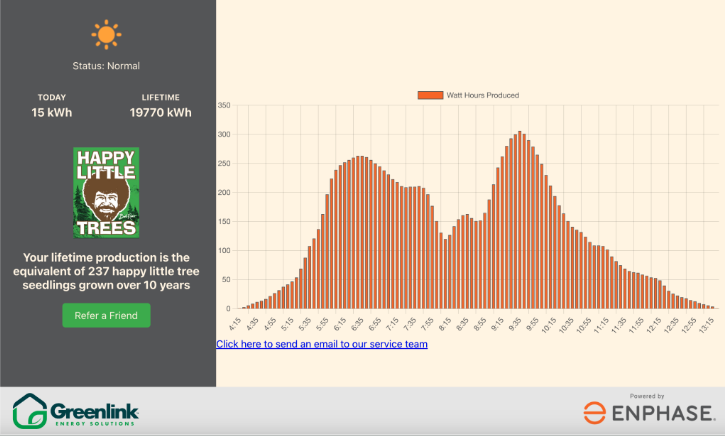 Status: Normal
TODAY LIFETIME
15 kWh 19770 kWh
HAPPY
LITTLE
TREES
Your lifetime production is the
equivalent of 237 happy little tree
seedlings grown over 10 years
Refer a Friend
Watt Hours Produced
350
300
250
200
150
100
50
0
4:15 4:35 4:55 5:15 5:35 5:55 6:15 6:35 6:55 7:15 7:35 7:55 8:15 8:35 8:55 9:15 9:35 9:55 10:15 10:35 10:55 11:15 11:35 11:55 12:15 12:35 12:55 13:15
Click here to send an email to our service team
Greenlink
ENERGY SOLUTIONS
Powered by
ENPHASE.